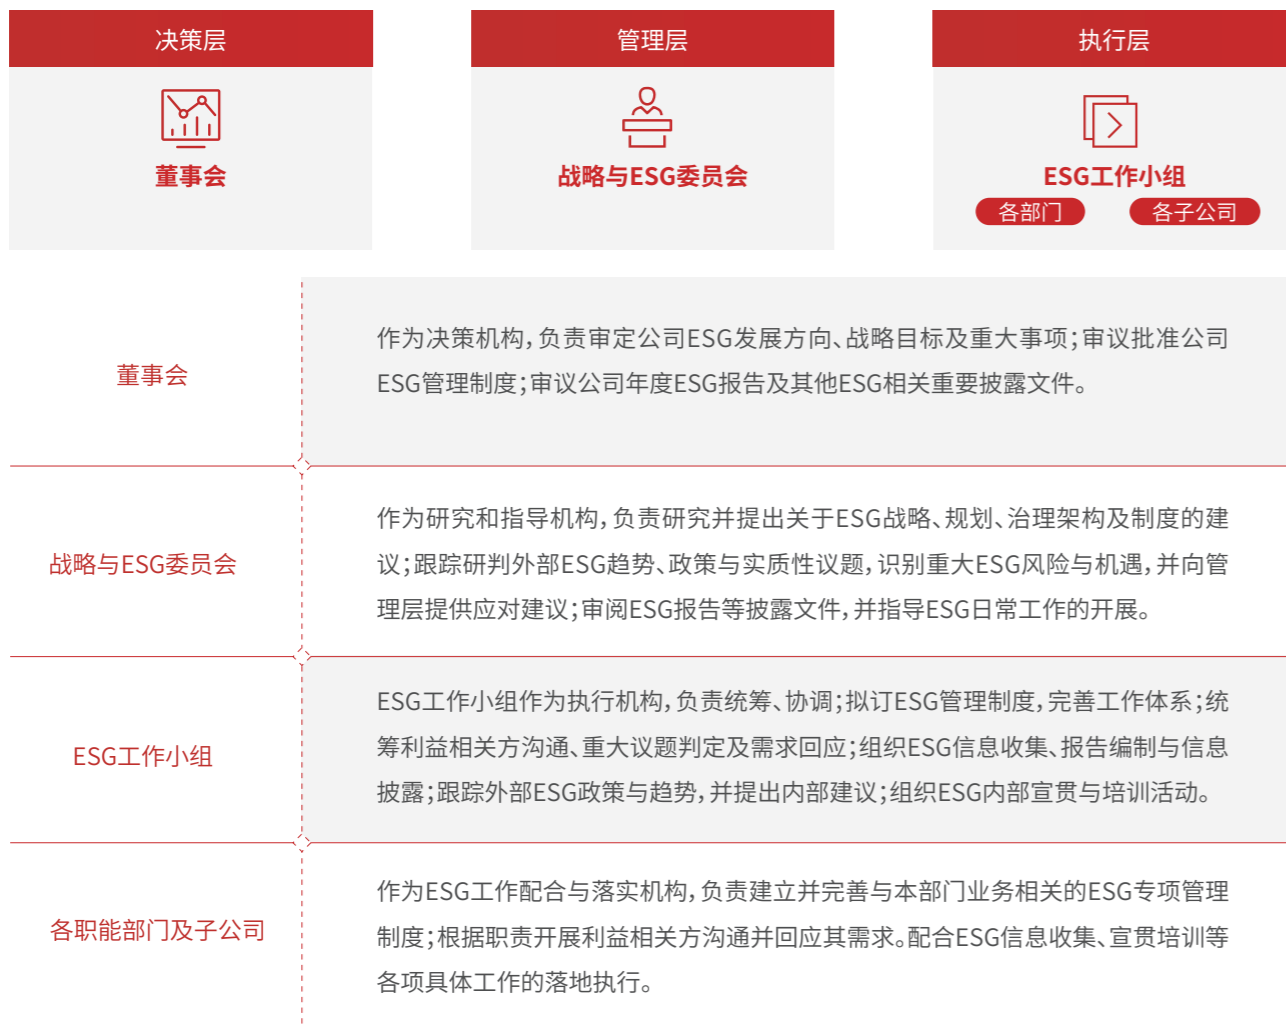 决策层
管理层
执行层
董事会
战略与ESG委员会
ESG工作小组
各部门
各子公司
董事会
作为决策机构，负责审定公司ESG发展方向、战略目标及重大事项；审议批准公司
ESG管理制度；审议公司年度ESG报告及其他ESG相关重要披露文件。
战略与ESG委员会
作为研究和指导机构，负责研究并提出关于ESG战略、规划、治理架构及制度的建
议；跟踪研判外部ESG趋势、政策与实质性议题，识别重大ESG风险与机遇，并向管
理层提供应对建议；审阅ESG报告等披露文件，并指导ESG日常工作的开展。
ESG工作小组
ESG工作小组作为执行机构，负责统筹、协调；拟订ESG管理制度，完善工作体系；统
筹利益相关方沟通、重大议题判定及需求回应；组织ESG信息收集、报告编制与信息
披露；跟踪外部ESG政策与趋势，并提出内部建议；组织ESG内部宣贯与培训活动。
各职能部门及子公司
作为ESG工作配合与落实机构，负责建立并完善与本部门业务相关的ESG专项管理
制度；根据职责开展利益相关方沟通并回应其需求。配合ESG信息收集、宣贯培训等
各项具体工作的落地执行。